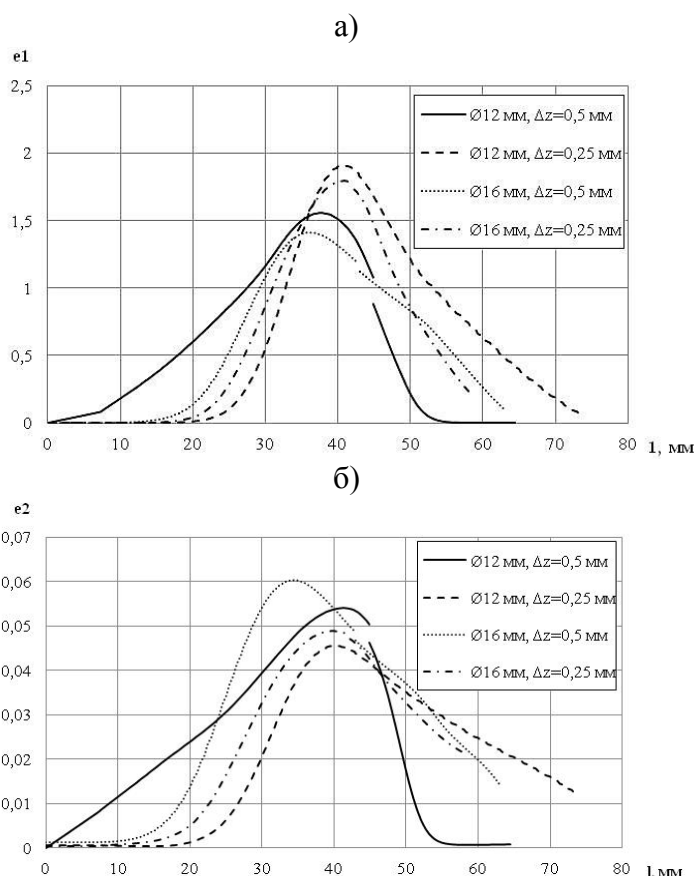 а)
e1
2,5
2
1,5
1
0,5
0
0 10 20 30 40 50 60 70 80
l, мм
Ø12 мм, Δz=0,5 мм
Ø12 мм, Δz=0,25 мм
Ø16 мм, Δz=0,5 мм
Ø16 мм, Δz=0,25 мм
б)
e2
0,07
0,06
0,05
0,04
0,03
0,02
0,01
0
0 10 20 30 40 50 60 70 80
l, мм
Ø12 мм, Δz=0,5 мм
Ø12 мм, Δz=0,25 мм
Ø16 мм, Δz=0,5 мм
Ø16 мм, Δz=0,25 мм